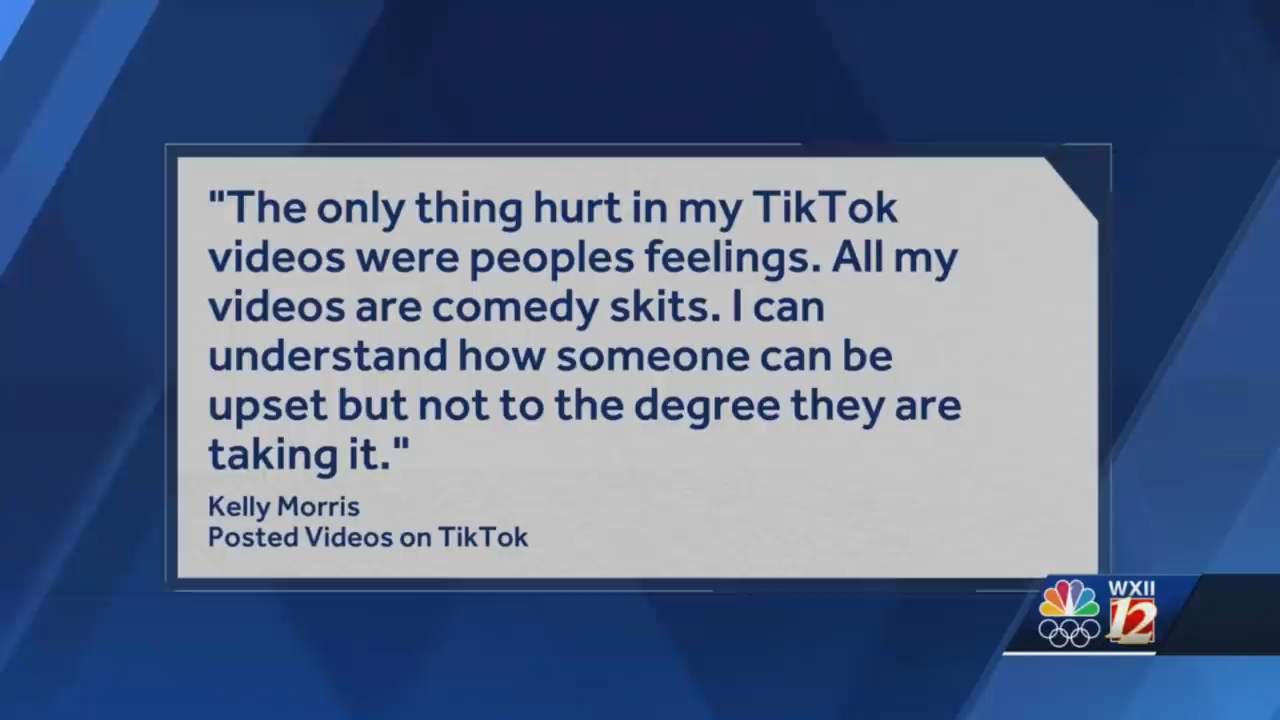 "The only thing hurt in my TikTok
videos were peoples feelings. All my
videos are comedy skits. I can
understand how someone can be
upset but not to the degree they are
taking it."
Kelly Morris
Posted Videos on TikTok
WXII
12